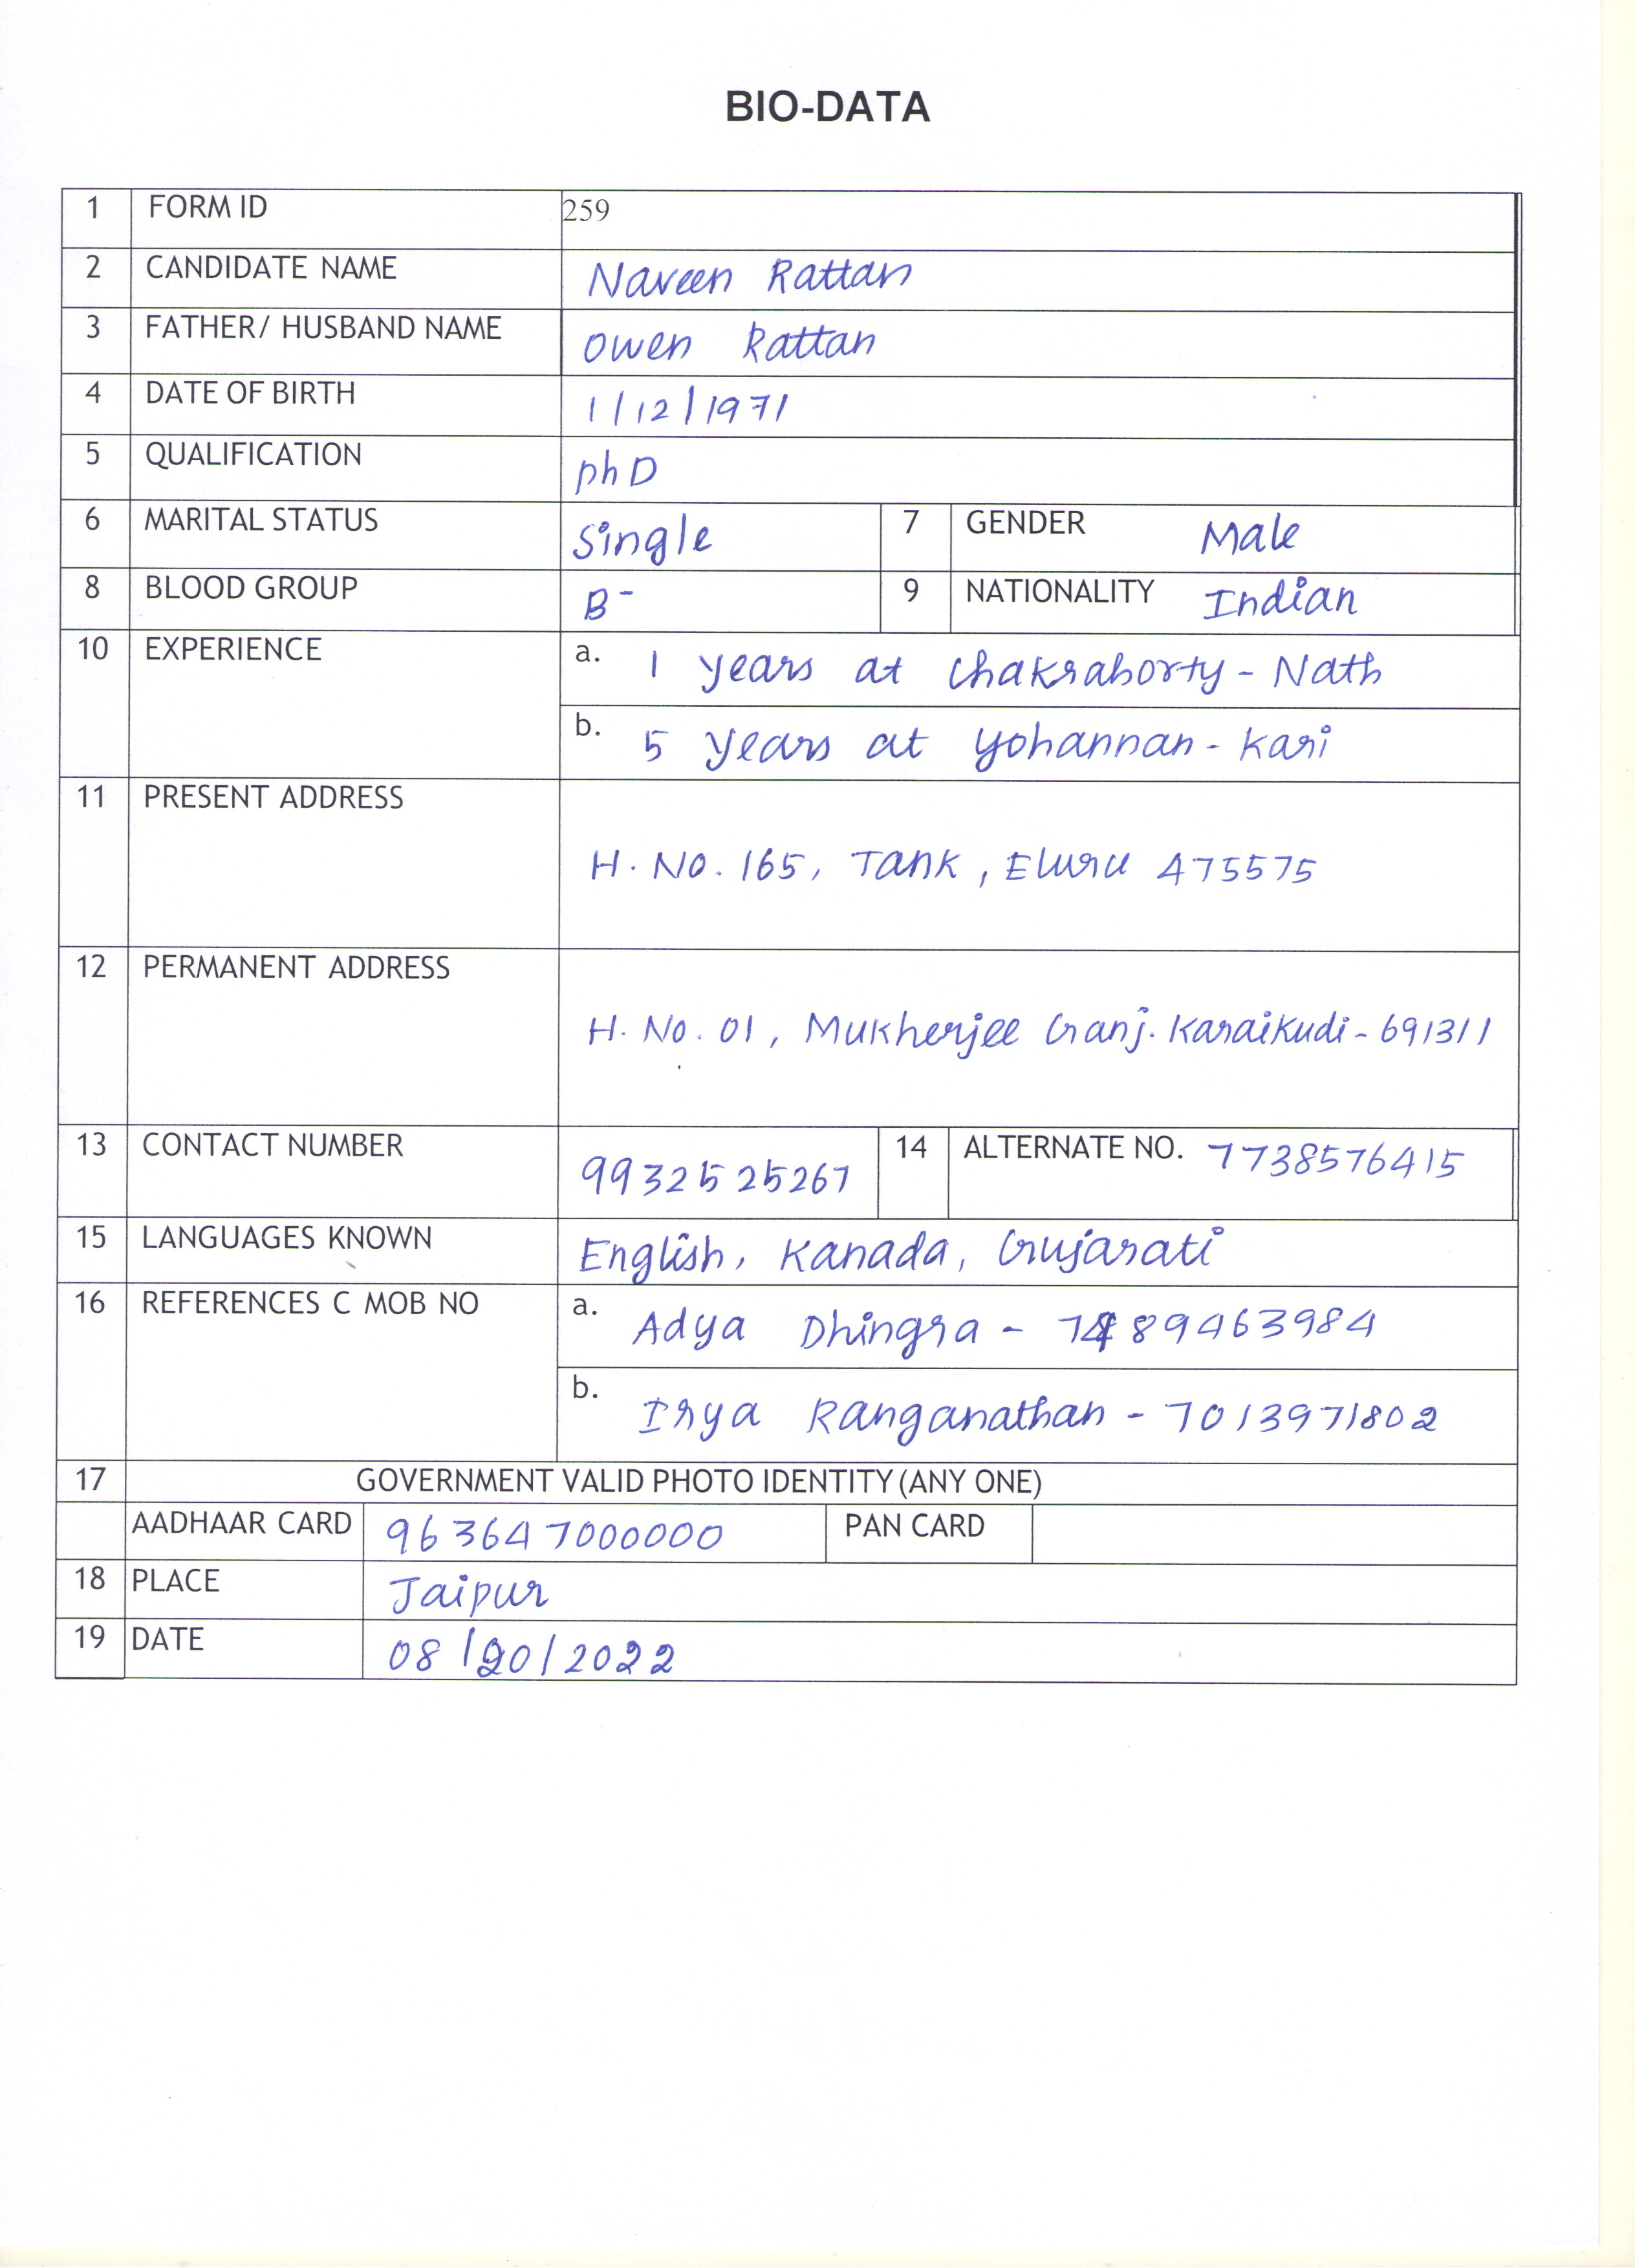 BIO-DATA
1 FORM ID 259
2 CANDIDATE NAME Naveen Rattan
3 FATHER/ HUSBAND NAME Owen Rattan
4 DATE OF BIRTH 1/12/1971
5 QUALIFICATION phD
6 MARITAL STATUS Single 7 GENDER Male
8 BLOOD GROUP B- 9 NATIONALITY Indian
10 EXPERIENCE a. 1 years at Chakraborty - Nath
b. 5 years at Yohannan - Kari
11 PRESENT ADDRESS
H. No. 165, Tank, Eluru 475575
12 PERMANENT ADDRESS
H. No. 01, Mukherjee Ganj. Karaikudi - 691311
13 CONTACT NUMBER 9932525267 14 ALTERNATE NO. 7738576415
15 LANGUAGES KNOWN English, Kanada, Gujarati
16 REFERENCES C MOB NO a. Adya Dhingra - 7489463984
b. Irya Ranganathan - 7013971802
17 GOVERNMENT VALID PHOTO IDENTITY (ANY ONE)
AADHAAR CARD 963647000000 PAN CARD
18 PLACE Jaipur
19 DATE 08/20/2022